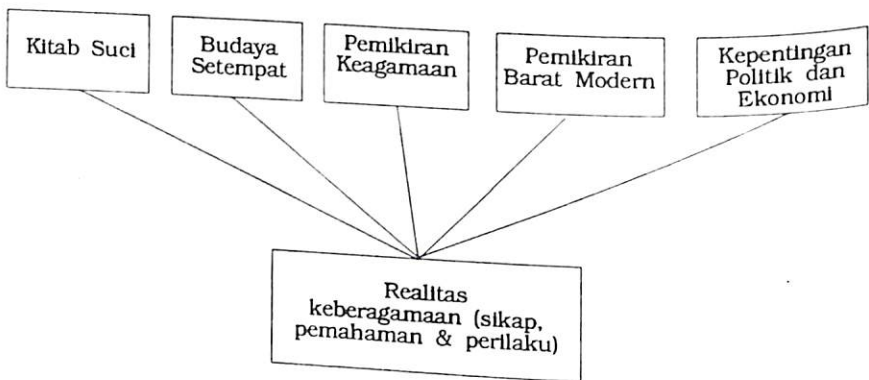 Kitab Suci
Budaya
Setempat
Pemikiran
Keagamaan
Pemikiran
Barat Modern
Kepentingan
Politik dan
Ekonomi
Realitas
keberagamaan (sikap,
pemahaman & perilaku)